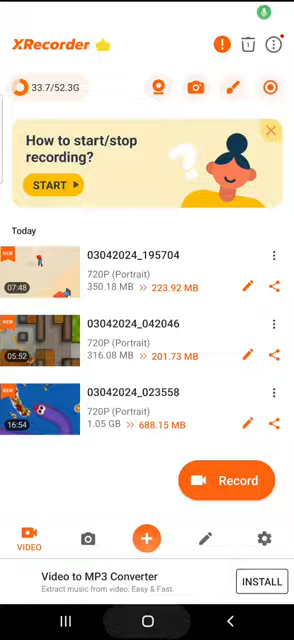 XRecorder
1
33.7/52.3G
How to start/stop
recording?
START
Today
NEW
07:48
03042024_195704
720P (Portrait)
350.18 MB >> 223.92 MB
NEW
05:52
03042024_042046
720P (Portrait)
316.08 MB >> 201.73 MB
NEW
16:54
03042024_023558
720P (Portrait)
1.05 GB >> 688.15 MB
Record
VIDEO
Video to MP3 Converter
Extract music from video. Easy & Fast.
INSTALL